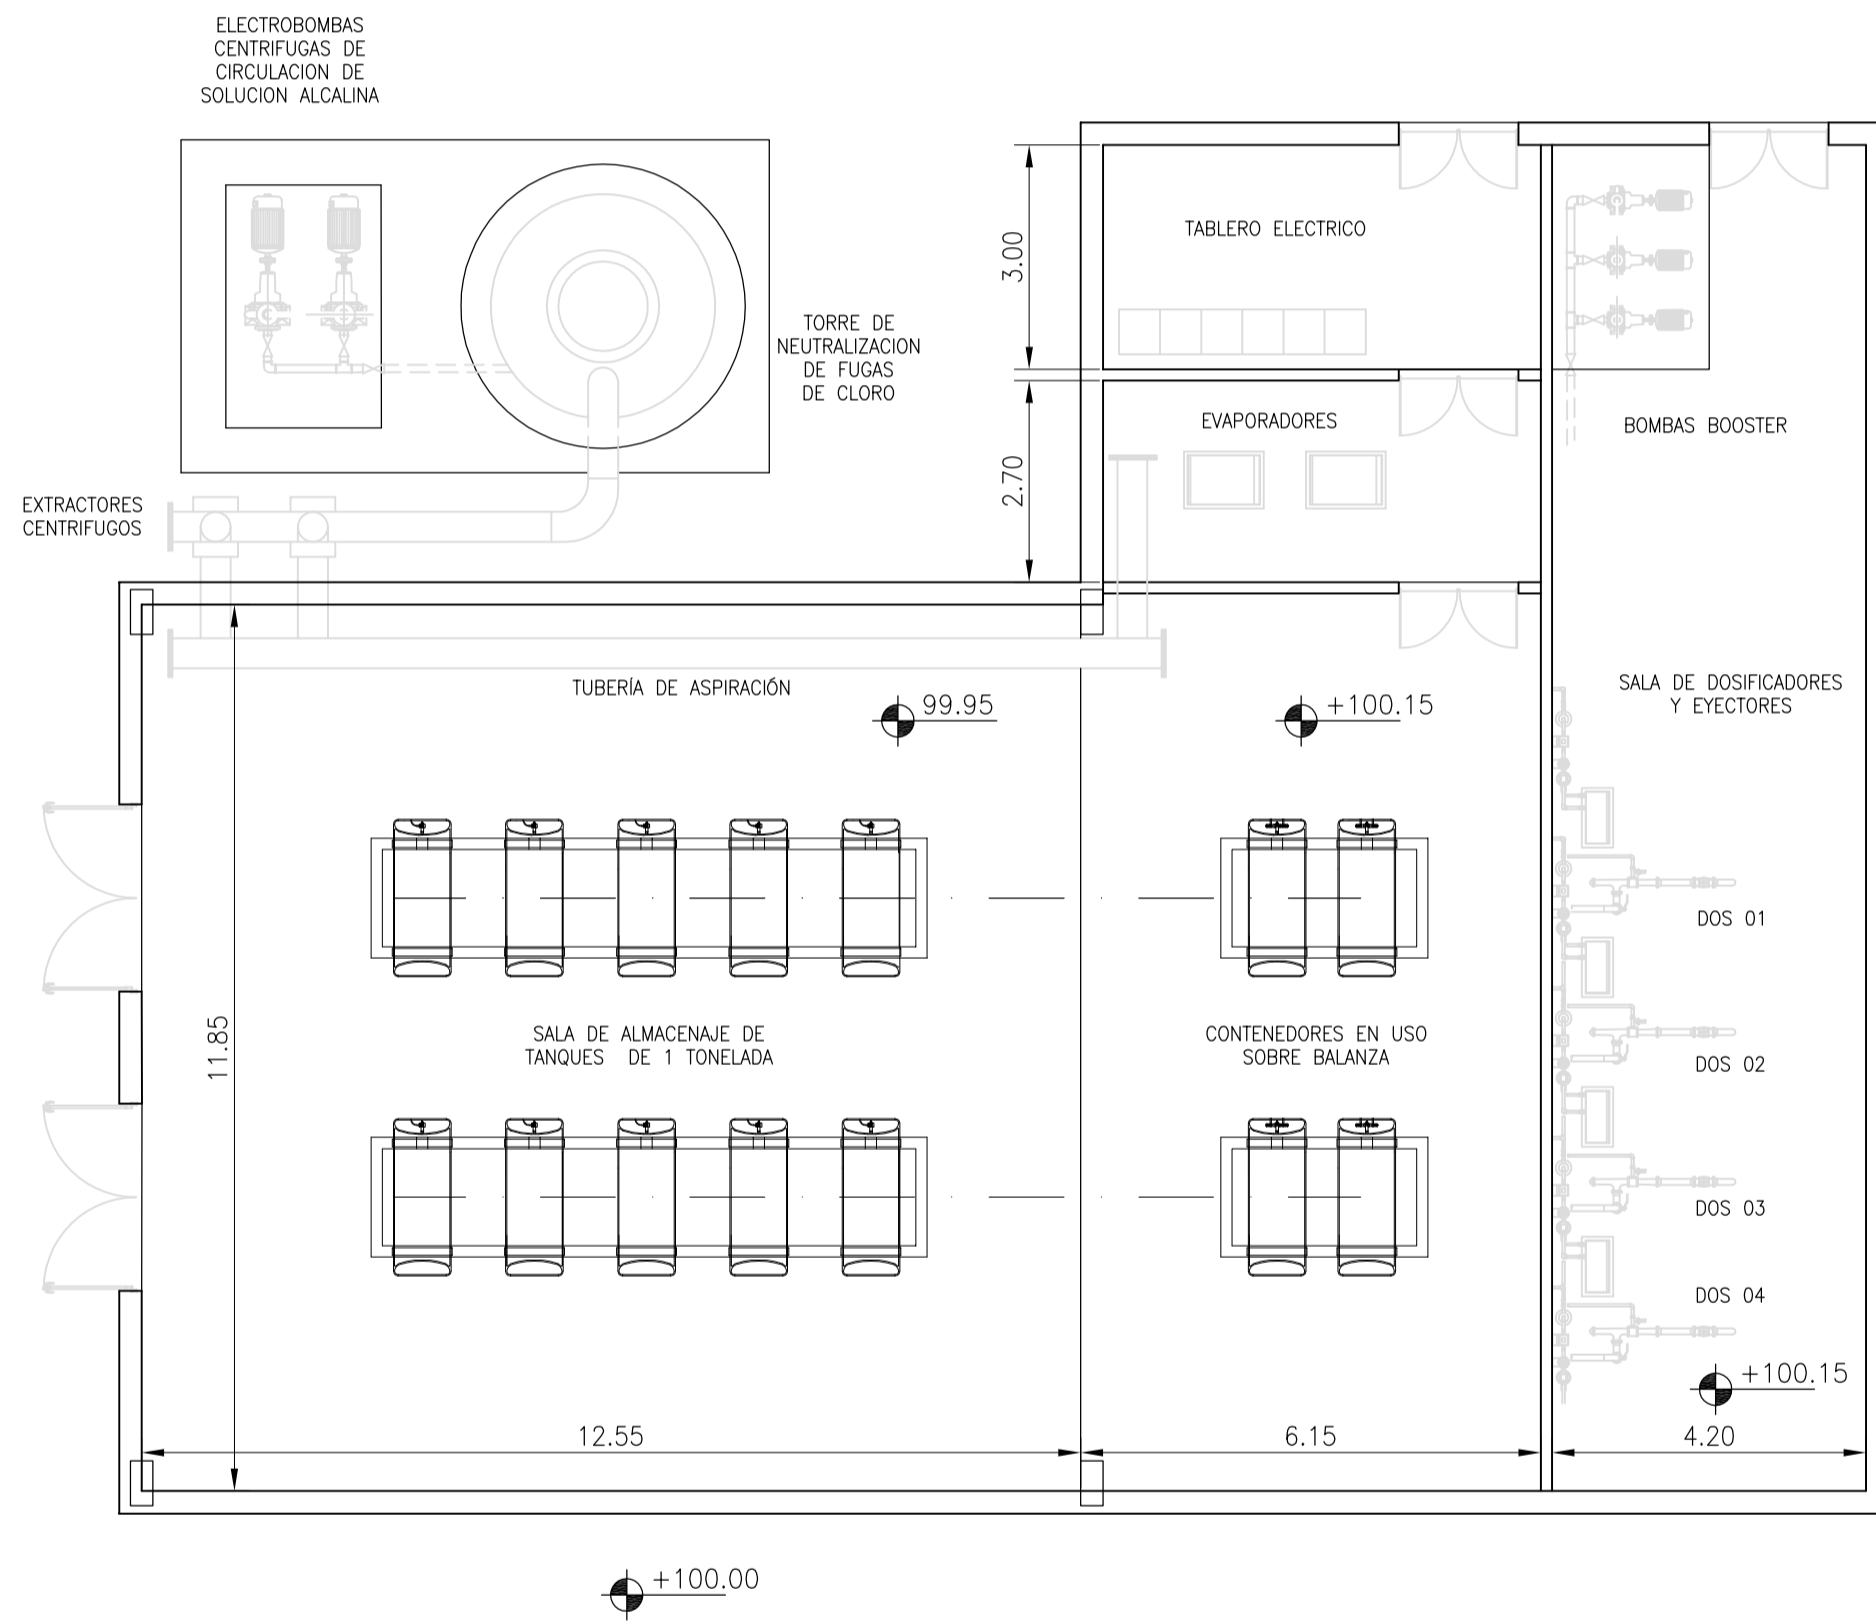 ELECTROBOMBAS
CENTRIFUGAS DE
CIRCULACION DE
SOLUCION ALCALINA
TORRE DE
NEUTRALIZACION
DE FUGAS
DE CLORO
EXTRACTORES
CENTRIFUGOS
3.00
TABLERO ELECTRICO
2.70
EVAPORADORES
BOMBAS BOOSTER
TUBERÍA DE ASPIRACIÓN
99.95
+100.15
SALA DE DOSIFICADORES
Y EYECTORES
11.85
SALA DE ALMACENAJE DE
TANQUES DE 1 TONELADA
CONTENEDORES EN USO
SOBRE BALANZA
DOS 01
DOS 02
DOS 03
DOS 04
+100.15
12.55
6.15
4.20
+100.00